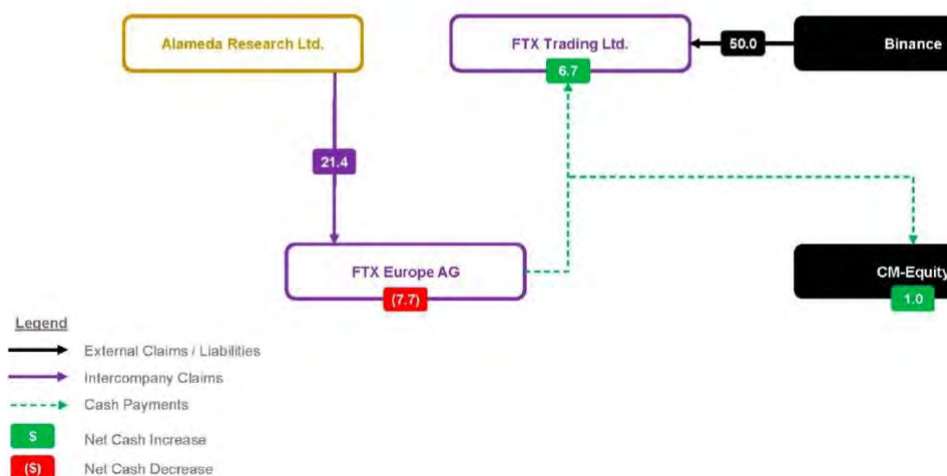 Alameda Research Ltd.
FTX Trading Ltd.
50.0
Binance
6.7
21.4
FTX Europe AG
(7.7)
CM-Equity
1.0
Legend
External Claims / Liabilities
Intercompany Claims
Cash Payments
$ Net Cash Increase
($) Net Cash Decrease